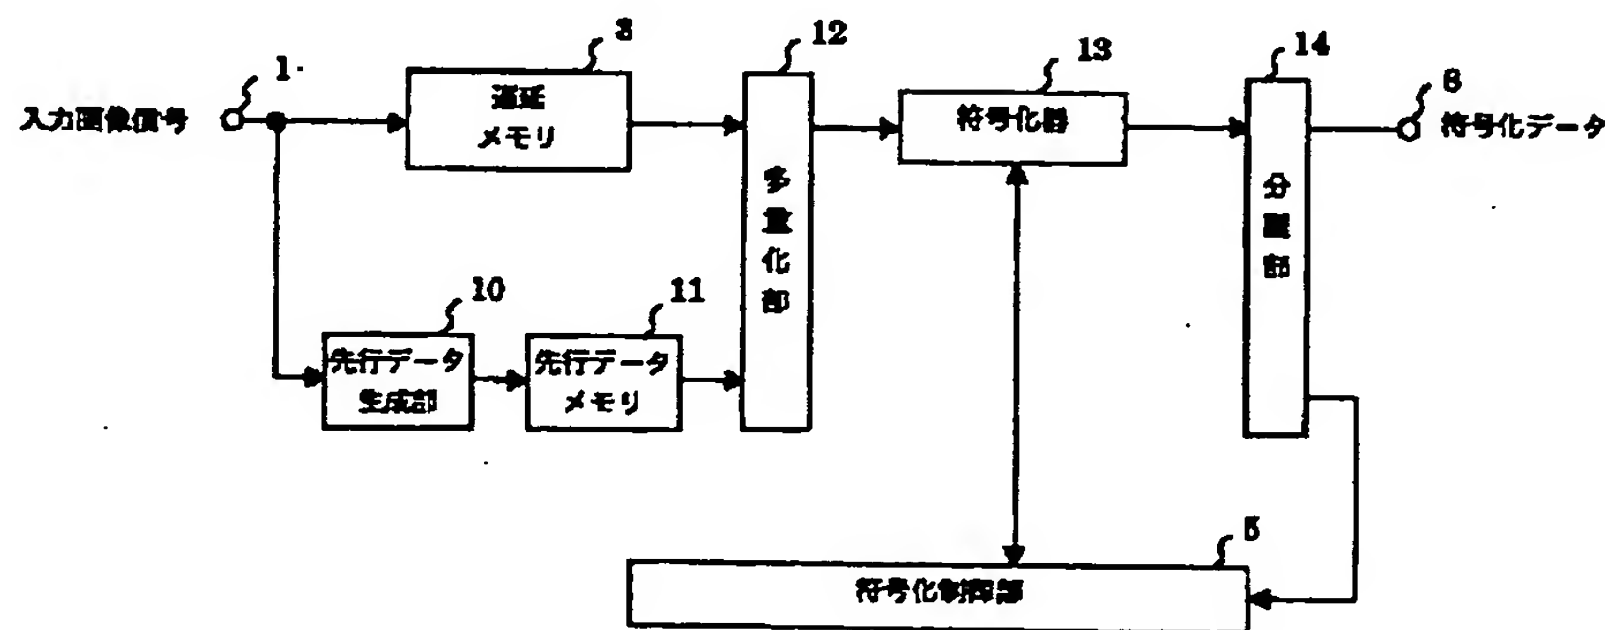 入力画像信号
1
3
遅延
メモリ
12
多重化部
13
符号化器
14
分離部
6
符号化データ
10
先行データ
生成部
11
先行データ
メモリ
5
符号化制御部